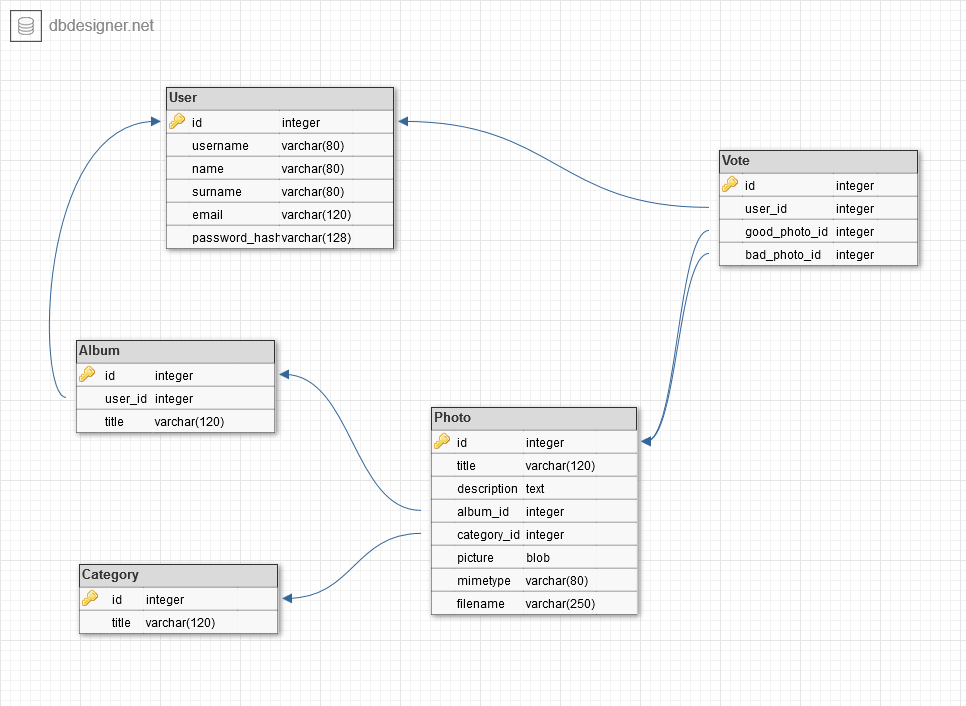 dbdesigner.net
User
id integer
username varchar(80)
name varchar(80)
surname varchar(80)
email varchar(120)
password_hash varchar(128)
Vote
id integer
user_id integer
good_photo_id integer
bad_photo_id integer
Album
id integer
user_id integer
title varchar(120)
Photo
id integer
title varchar(120)
description text
album_id integer
category_id integer
picture blob
mimetype varchar(80)
filename varchar(250)
Category
id integer
title varchar(120)